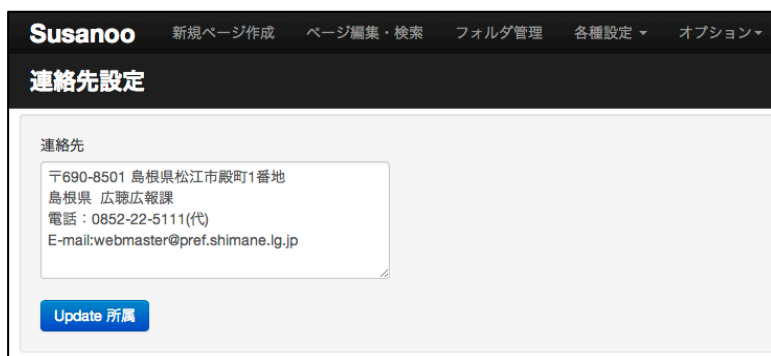 Susanoo 新規ページ作成 ページ編集・検索 フォルダ管理 各種設定 オプション
連絡先設定
連絡先
〒690-8501 島根県松江市殿町1番地
島根県 広聴広報課
電話：0852-22-5111(代)
E-mail:webmaster@pref.shimane.lg.jp
Update 所属